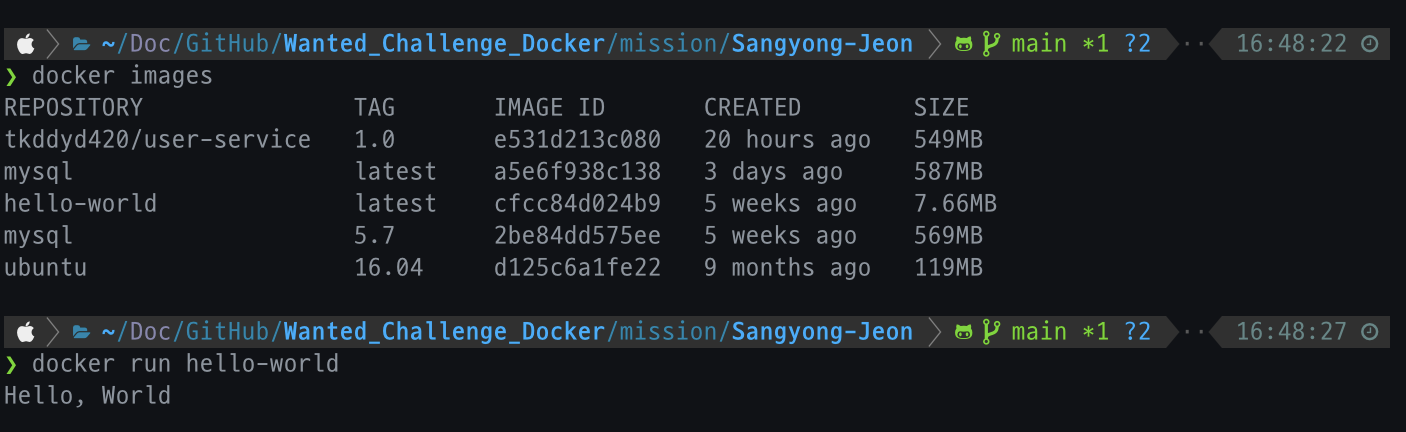 ~/Doc/GitHub/Wanted_Challenge_Docker/mission/Sangyong-Jeon main *1 ?2 ·· 16:48:22
❯ docker images
REPOSITORY TAG IMAGE ID CREATED SIZE
tkddyd420/user-service 1.0 e531d213c080 20 hours ago 549MB
mysql latest a5e6f938c138 3 days ago 587MB
hello-world latest cfcc84d024b9 5 weeks ago 7.66MB
mysql 5.7 2be84dd575ee 5 weeks ago 569MB
ubuntu 16.04 d125c6a1fe22 9 months ago 119MB
~/Doc/GitHub/Wanted_Challenge_Docker/mission/Sangyong-Jeon main *1 ?2 ·· 16:48:27
❯ docker run hello-world
Hello, World